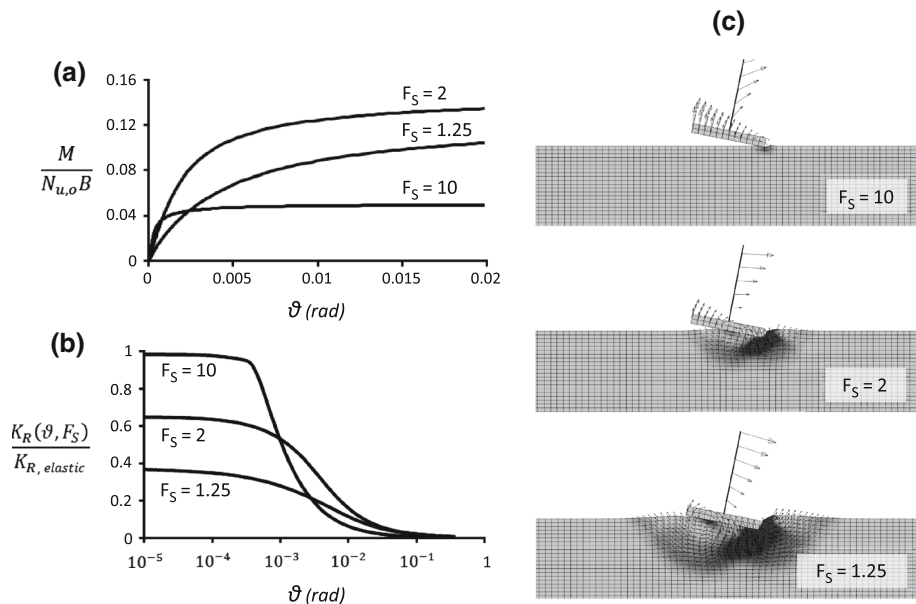 (a)
0.16
0.12
0.08
0.04
0
M
N_{u,o}B
F_S = 2
F_S = 1.25
F_S = 10
0
0.005
0.01
0.015
0.02
ϑ (rad)
(b)
1
0.8
0.6
0.4
0.2
0
K_R(ϑ, F_S)
K_{R, elastic}
F_S = 10
F_S = 2
F_S = 1.25
10^{-5}
10^{-4}
10^{-3}
10^{-2}
10^{-1}
1
ϑ (rad)
(c)
F_S = 10
F_S = 2
F_S = 1.25